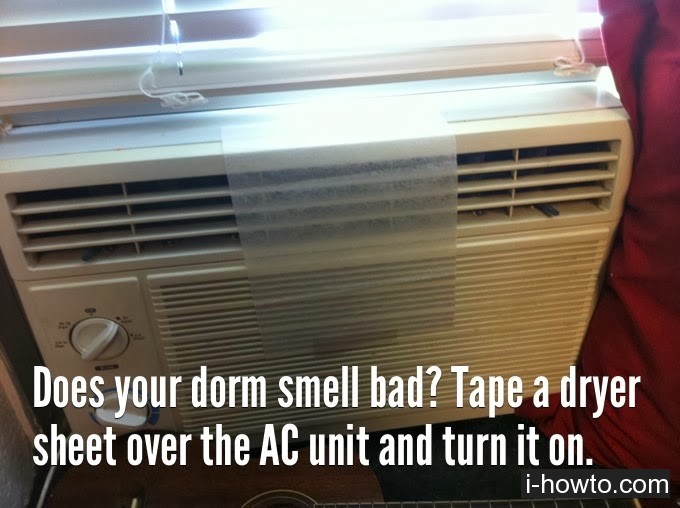 Does your dorm smell bad? Tape a dryer
sheet over the AC unit and turn it on.
i-howto.com